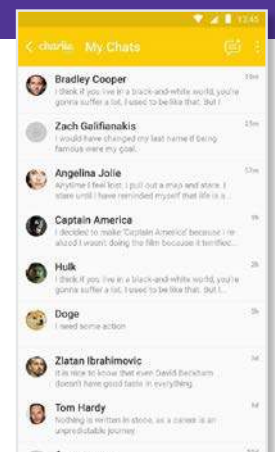 12:45
charlie My Chats
Bradley Cooper
I think if you live in a black-and-white world, you're
gonna suffer a lot. I used to be like that. But I
Zach Galifianakis
I would have changed my last name if being
famous were my goal.
Angelina Jolie
Anytime I feel lost, I pull out a map and stare. I
stare until I have reminded myself that life is a
Captain America
I decided to make 'Captain America' because I re
alized I wasn't doing the film because it terrified
Hulk
I think if you live in a black-and-white world, you're
gonna suffer a lot. I used to be like that. But I
Doge
I need some action
Zlatan Ibrahimovic
It is nice to know that even David Beckham
doesn't have good taste in everything.
Tom Hardy
Nothing is written in stone, as a career is an
unpredictable journey